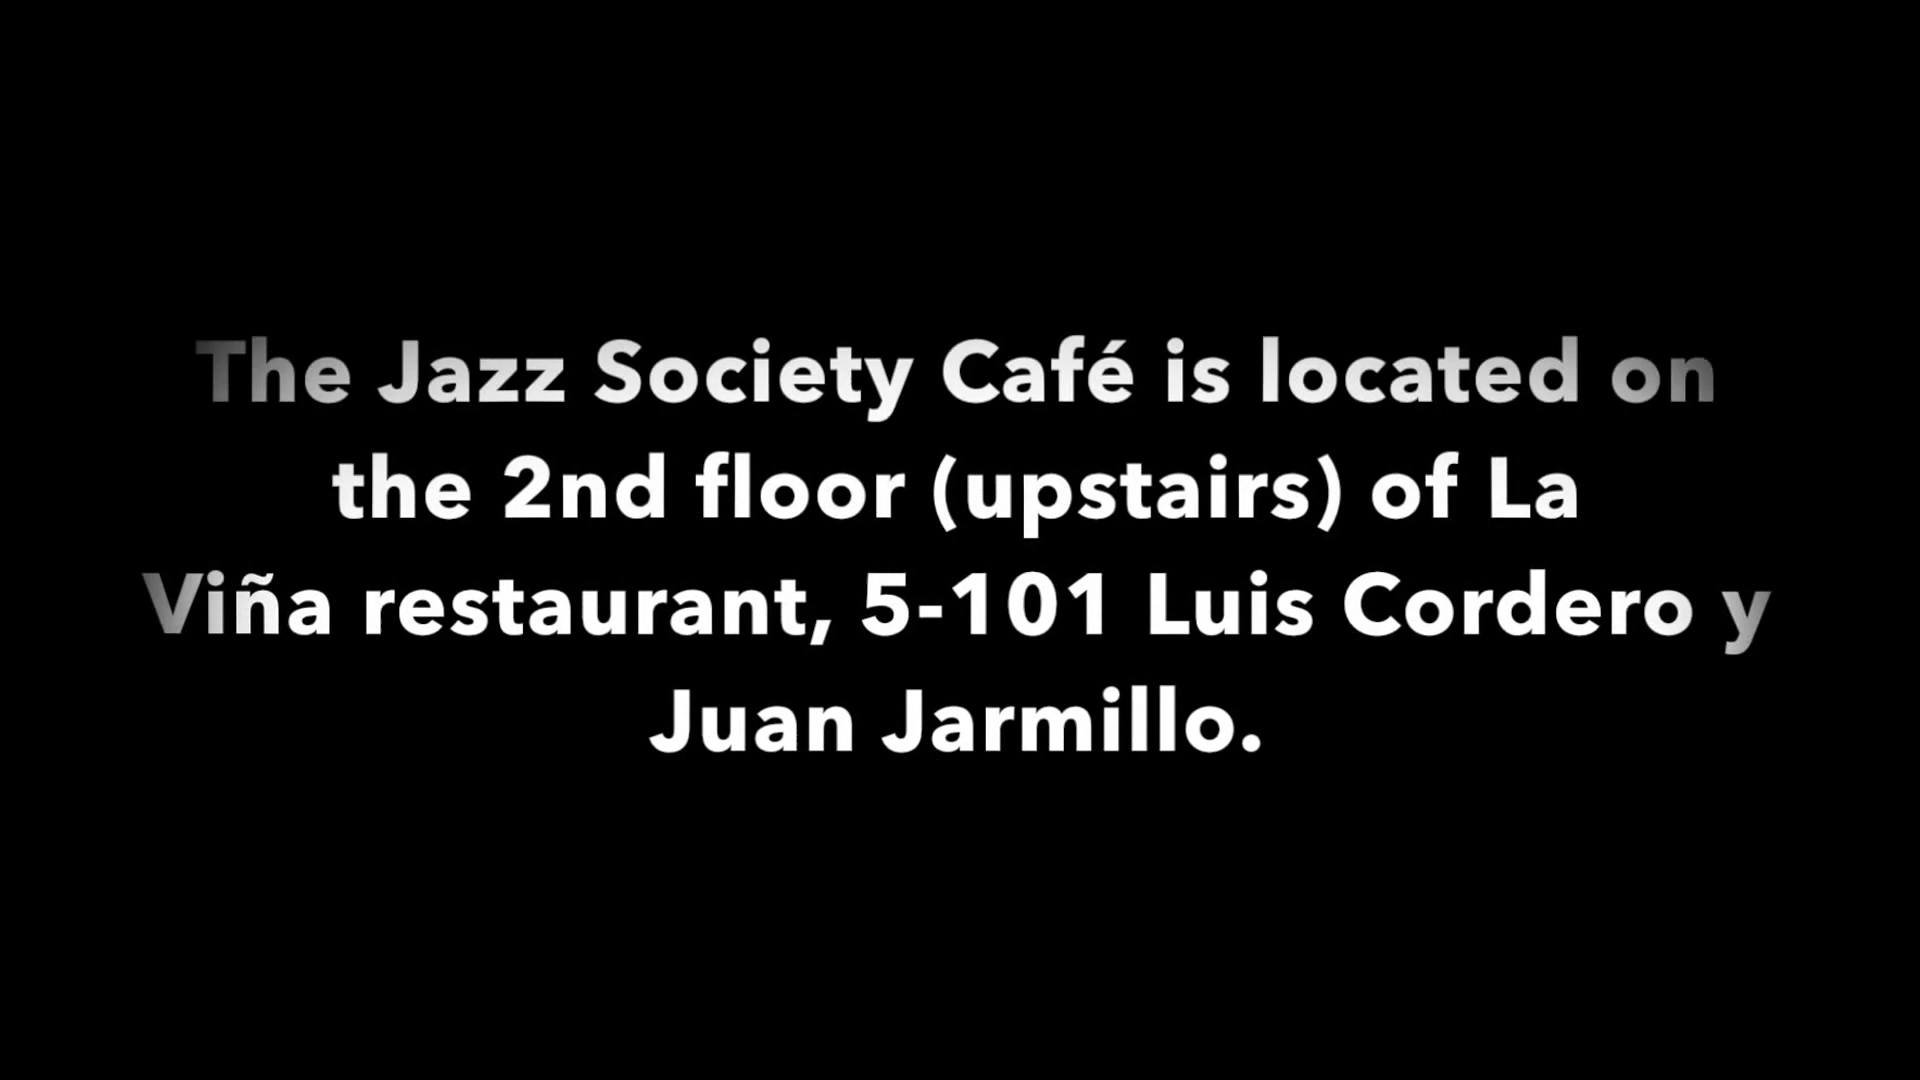 The Jazz Society Café is located on
the 2nd floor (upstairs) of La
Viña restaurant, 5-101 Luis Cordero y
Juan Jarmillo.